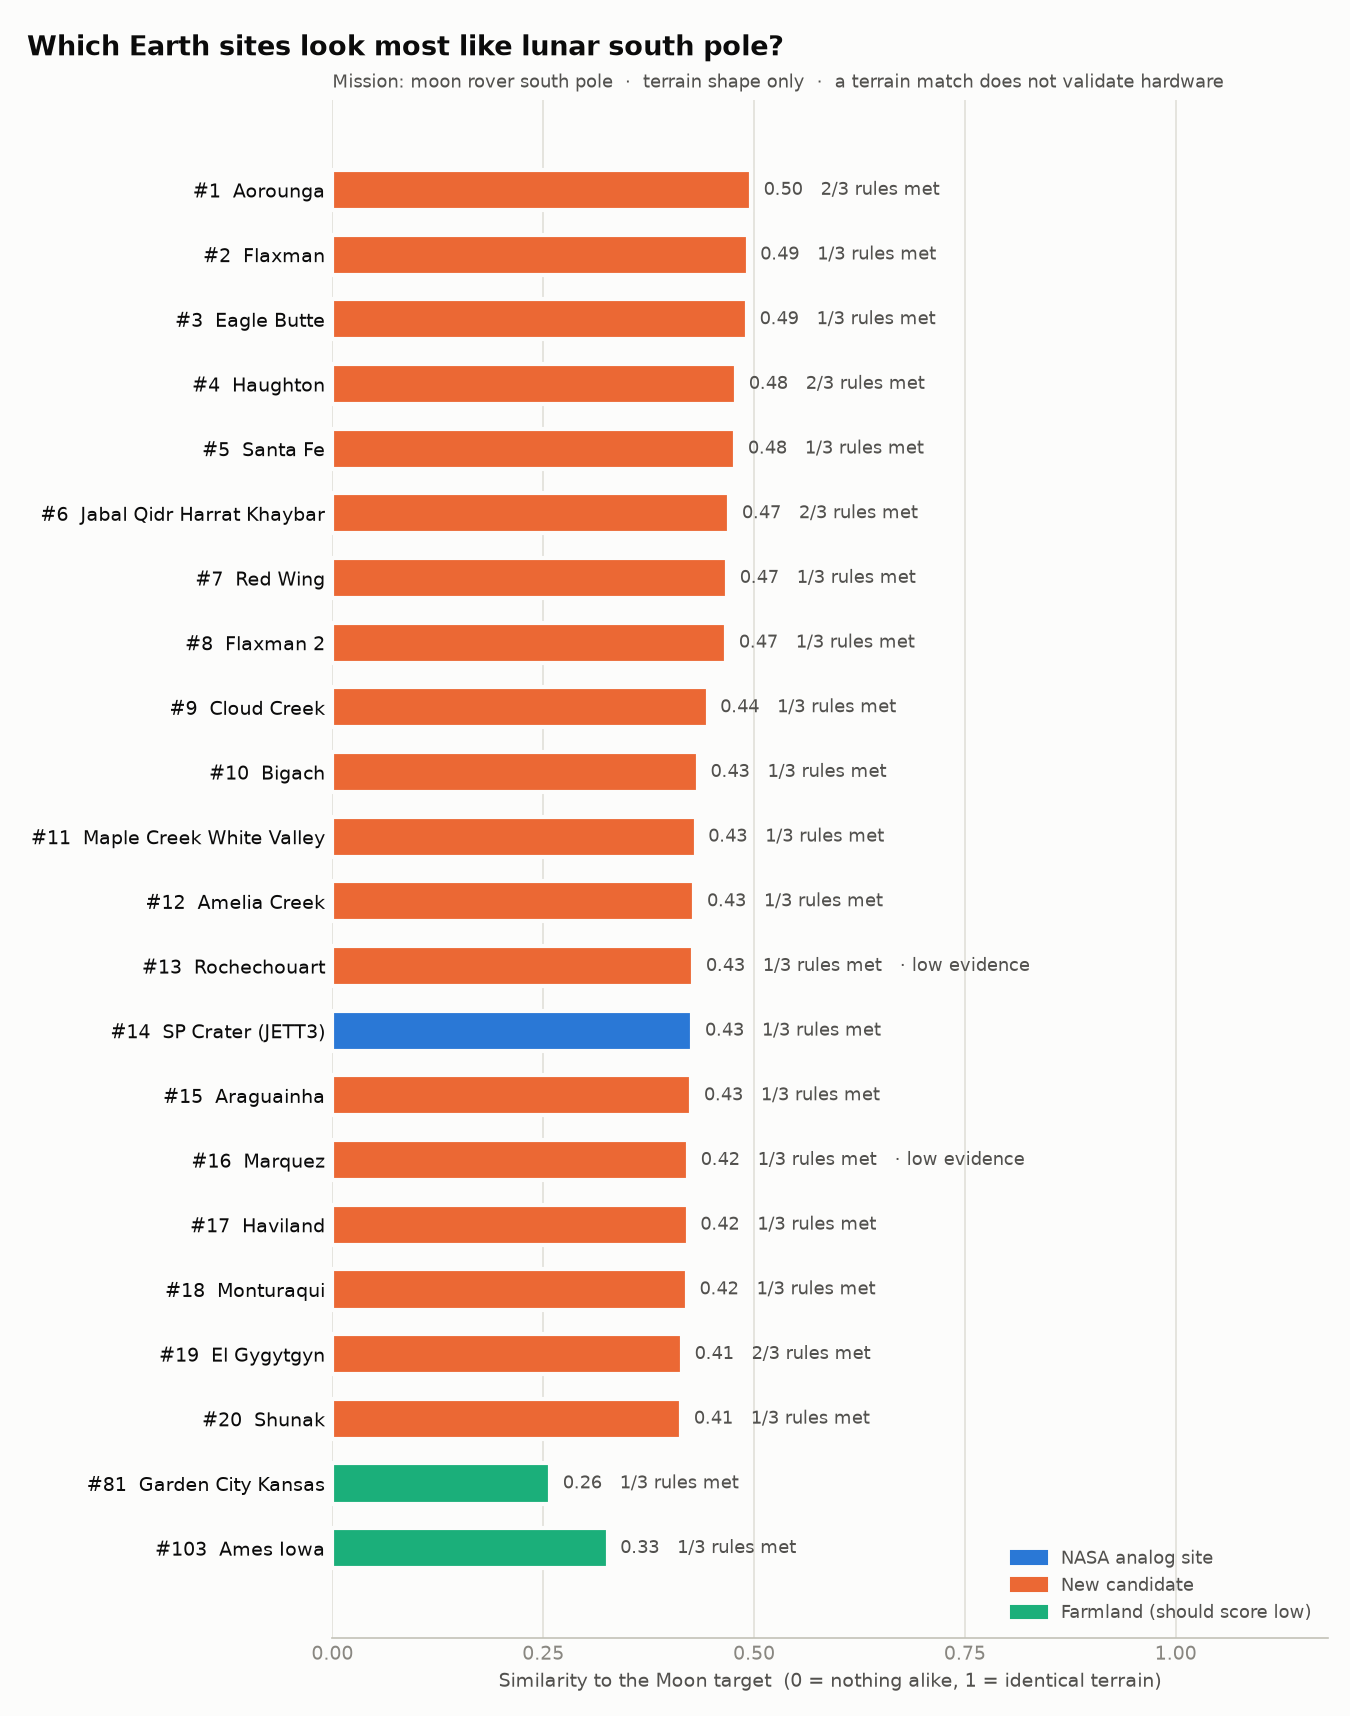 Which Earth sites look most like lunar south pole?
Mission: moon rover south pole · terrain shape only · a terrain match does not validate hardware
#1 Aorounga 0.50 2/3 rules met
#2 Flaxman 0.49 1/3 rules met
#3 Eagle Butte 0.49 1/3 rules met
#4 Haughton 0.48 2/3 rules met
#5 Santa Fe 0.48 1/3 rules met
#6 Jabal Qidr Harrat Khaybar 0.47 2/3 rules met
#7 Red Wing 0.47 1/3 rules met
#8 Flaxman 2 0.47 1/3 rules met
#9 Cloud Creek 0.44 1/3 rules met
#10 Bigach 0.43 1/3 rules met
#11 Maple Creek White Valley 0.43 1/3 rules met
#12 Amelia Creek 0.43 1/3 rules met
#13 Rochechouart 0.43 1/3 rules met · low evidence
#14 SP Crater (JETT3) 0.43 1/3 rules met
#15 Araguainha 0.43 1/3 rules met
#16 Marquez 0.42 1/3 rules met · low evidence
#17 Haviland 0.42 1/3 rules met
#18 Monturaqui 0.42 1/3 rules met
#19 El Gygytgyn 0.41 2/3 rules met
#20 Shunak 0.41 1/3 rules met
#81 Garden City Kansas 0.26 1/3 rules met
#103 Ames Iowa 0.33 1/3 rules met
NASA analog site
New candidate
Farmland (should score low)
0.00 0.25 0.50 0.75 1.00
Similarity to the Moon target (0 = nothing alike, 1 = identical terrain)